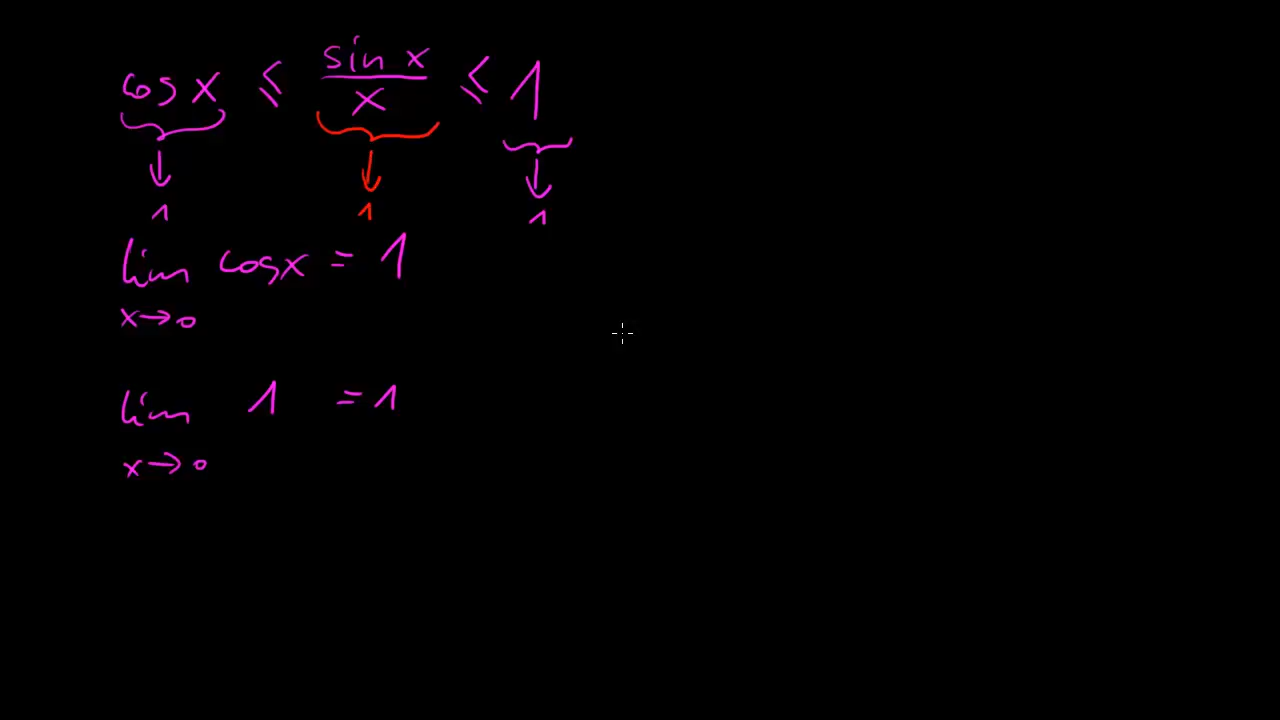 cos x ≤ sin x / x ≤ 1
1 1 1
lim cos x = 1
x→0
lim 1 = 1
x→0